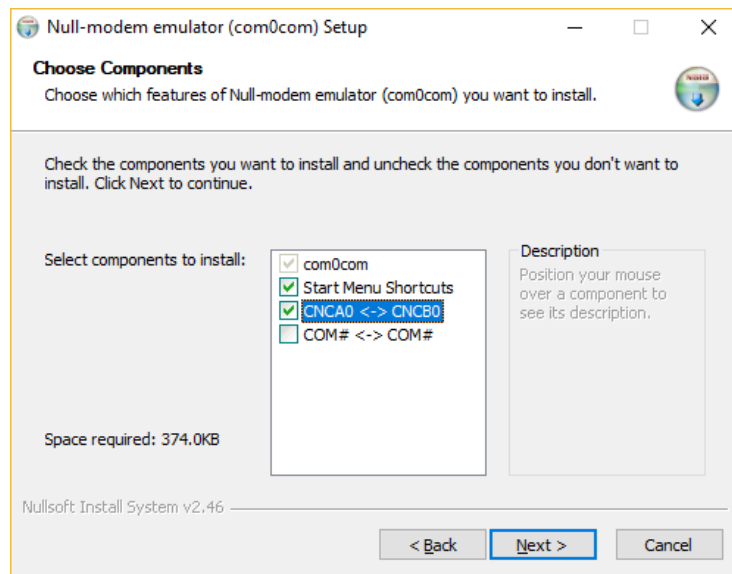 Null-modem emulator (com0com) Setup
Choose Components
Choose which features of Null-modem emulator (com0com) you want to install.
Check the components you want to install and uncheck the components you don't want to
install. Click Next to continue.
Select components to install:
com0com
Start Menu Shortcuts
CNCA0 <-> CNCB0
COM# <-> COM#
Description
Position your mouse
over a component to
see its description.
Space required: 374.0KB
Nullsoft Install System v2.46
< Back
Next >
Cancel